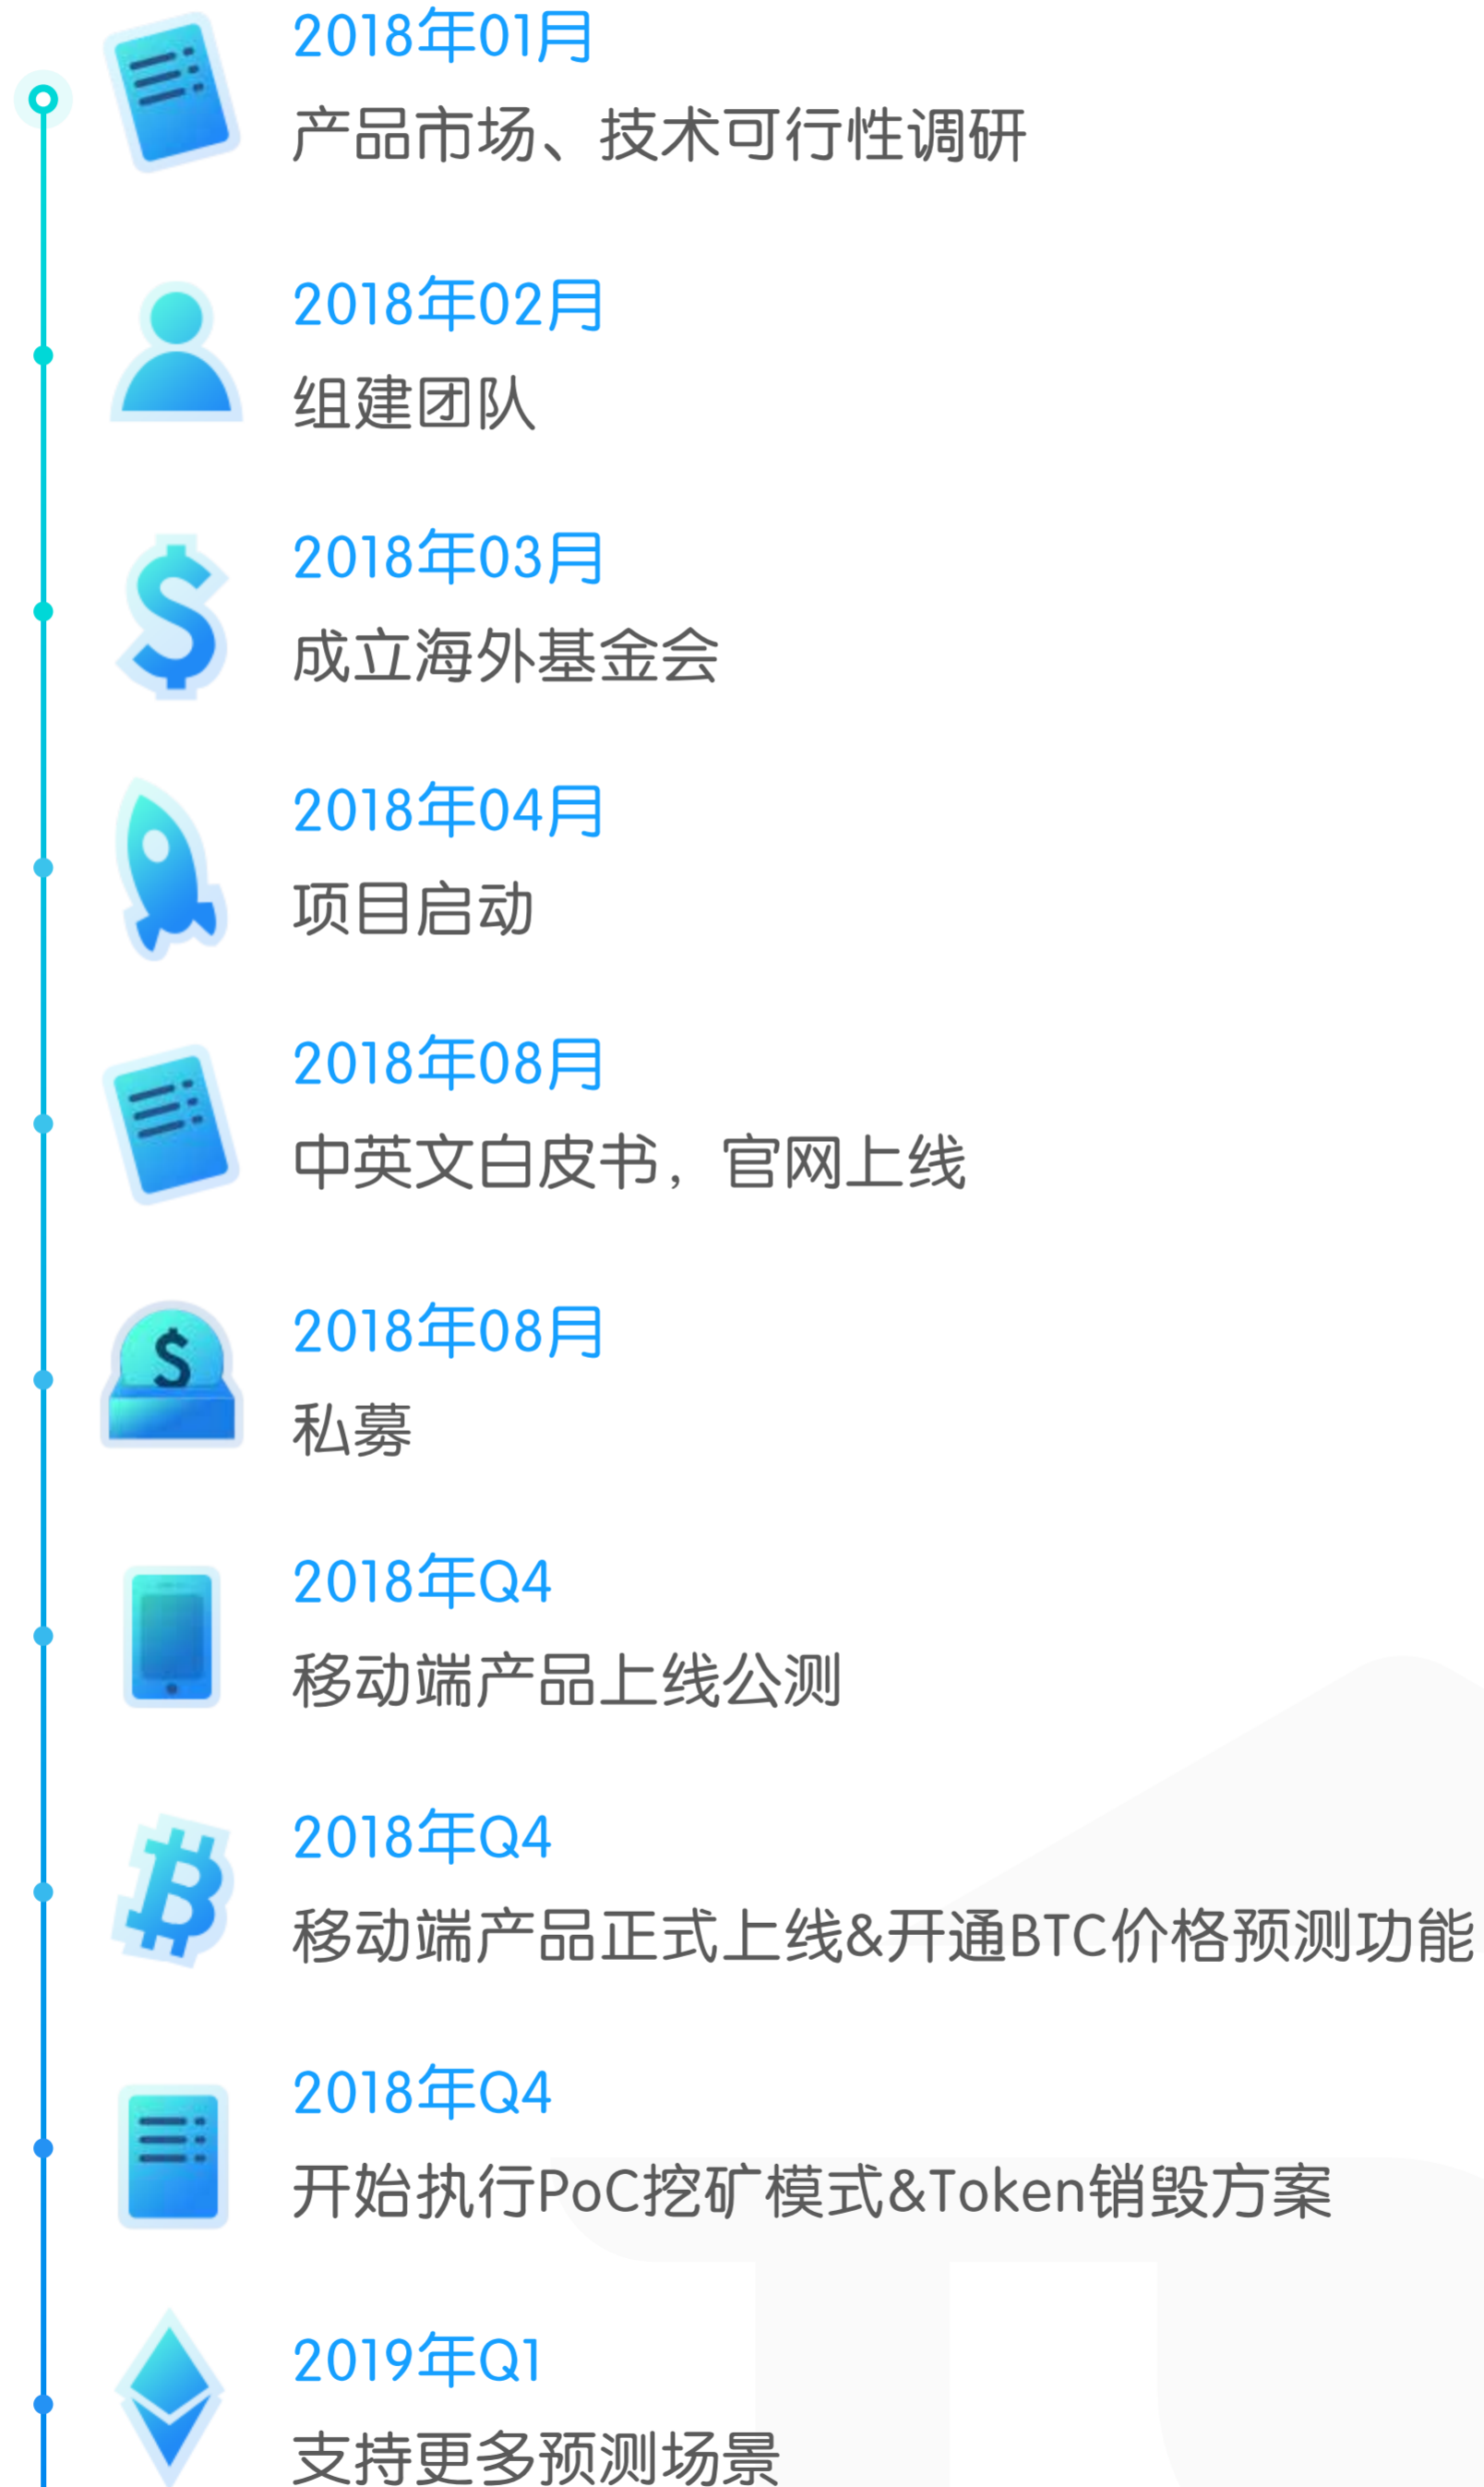 2018年01月
产品市场、技术可行性调研
2018年02月
组建团队
2018年03月
成立海外基金会
2018年04月
项目启动
2018年08月
中英文白皮书，官网上线
2018年08月
私募
2018年Q4
移动端产品上线公测
2018年Q4
移动端产品正式上线&开通BTC价格预测功能
2018年Q4
开始执行PoC挖矿模式&Token销毁方案
2019年Q1
支持更多预测场景